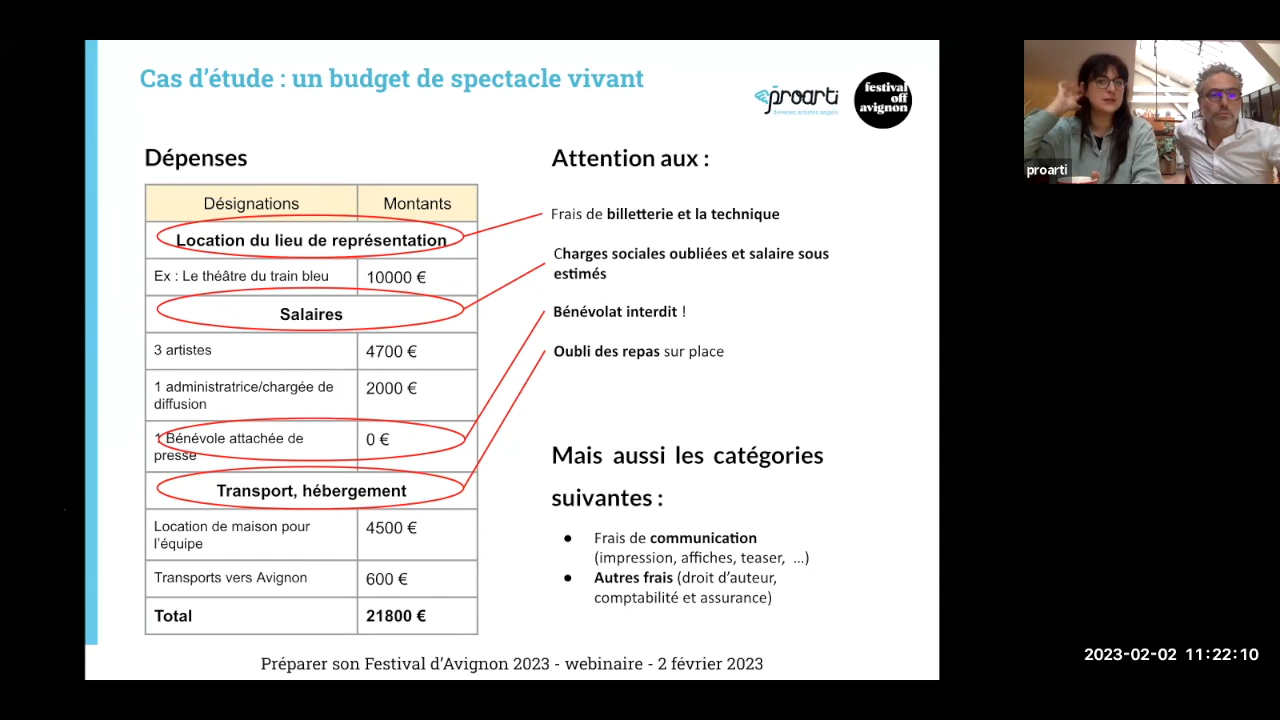 Cas d'étude : un budget de spectacle vivant
proarti
festival
off
avignon
Dépenses
Désignations Montants
Location du lieu de représentation
Ex : Le théâtre du train bleu 10000 €
Salaires
3 artistes 4700 €
1 administratrice/chargée de 2000 €
diffusion
1 Bénévole attachée de 0 €
presse
Transport, hébergement
Location de maison pour 4500 €
l'équipe
Transports vers Avignon 600 €
Total 21800 €
Attention aux :
Frais de billetterie et la technique
Charges sociales oubliées et salaire sous
estimés
Bénévolat interdit !
Oubli des repas sur place
Mais aussi les catégories
suivantes :
● Frais de communication
(impression, affiches, teaser, ...)
● Autres frais (droit d'auteur,
comptabilité et assurance)
Préparer son Festival d'Avignon 2023 - webinaire - 2 février 2023
proarti
2023-02-02 11:22:10